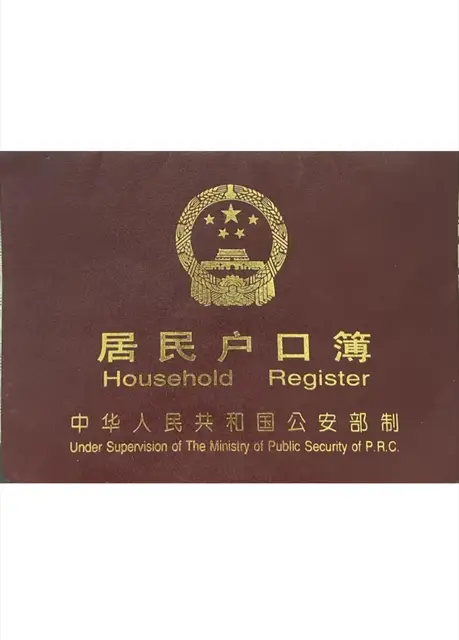 居民户口簿
Household Register
中华人民共和国公安部制
Under Supervision of The Ministry of Public Security of P.R.C.